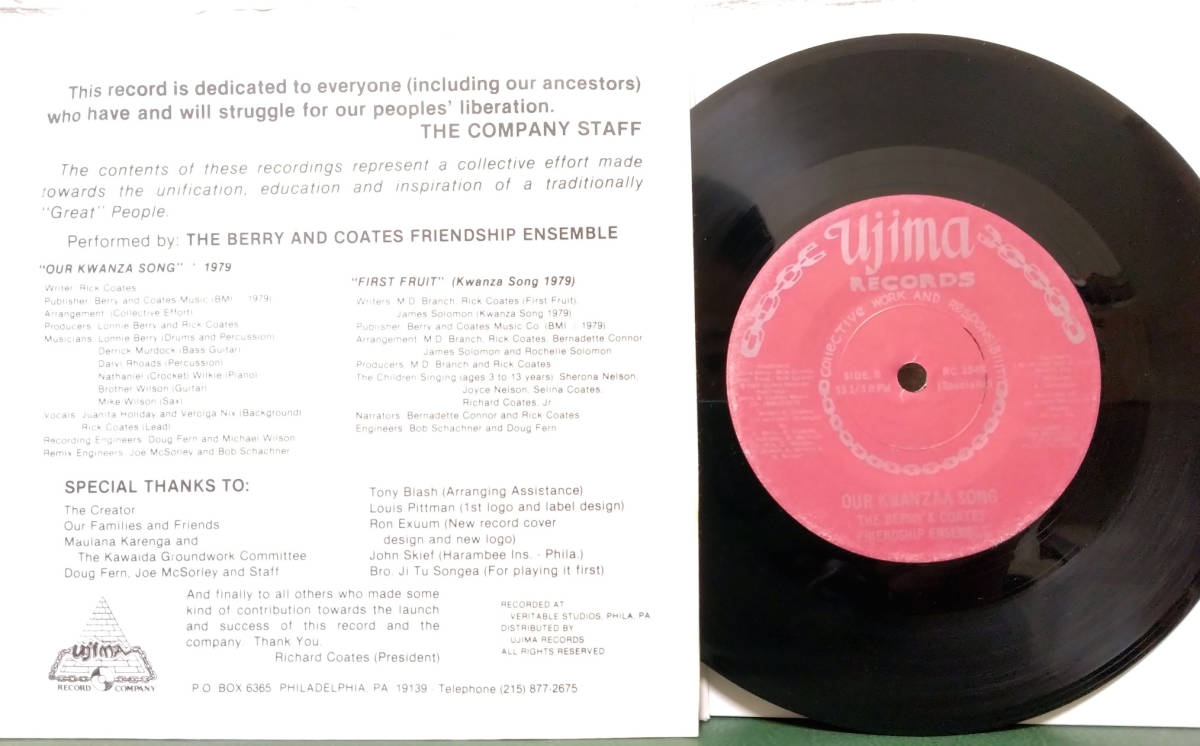 This record is dedicated to everyone (including our ancestors)
who have and will struggle for our peoples' liberation.
THE COMPANY STAFF
The contents of these recordings represent a collective effort made
towards the unification, education and inspiration of a traditionally
"Great" People.
Performed by: THE BERRY AND COATES FRIENDSHIP ENSEMBLE
"OUR KWANZA SONG" 1979
Writer: Rick Coates
Publisher: Berry and Coates Music (BMI 1979)
Arrangement (Collective Effort)
Producers: Lonnie Berry and Rick Coates
Musicians: Lonnie Berry (Drums and Percussion)
Derrick Murdock (Bass Guitar)
Daryl Rhoads (Percussion)
Nathaniel (Crocket) Wilkie (Piano)
Brother Wilson (Guitar)
Mike Wilson (Sax)
Vocals: Juanita Holiday and Veroiga Nix (Background)
Rick Coates (Lead)
Recording Engineers: Doug Fern and Michael Wilson
Remix Engineers: Joe McSorley and Bob Schachner
"FIRST FRUIT" (Kwanza Song 1979)
Writers: M.D. Branch, Rick Coates (First Fruit),
James Solomon (Kwanza Song 1979)
Publisher: Berry and Coates Music Co. (BMI 1979)
Arrangement: M.D. Branch, Rick Coates, Bernadette Connor
James Solomon and Rochelle Solomon
Producers: M.D. Branch and Rick Coates
The Children Singing (ages 3 to 13 years): Sherona Nelson,
Joyce Nelson, Selina Coates,
Richard Coates, Jr
Narrators: Bernadette Connor and Rick Coates
Engineers: Bob Schachner and Doug Fern
SPECIAL THANKS TO:
The Creator
Our Families and Friends
Maulana Karenga and
The Kawaida Groundwork Committee
Doug Fern, Joe McSorley and Staff
Tony Blash (Arranging Assistance)
Louis Pittman (1st logo and label design)
Ron Exuum (New record cover
design and new logo)
John Skief (Harambee Ins. - Phila.)
Bro. Ji Tu Songea (For playing it first)
And finally to all others who made some
kind of contribution towards the launch
and success of this record and the
company. Thank You.
Richard Coates (President)
RECORDED AT
VERITABLE STUDIOS, PHILA, PA
DISTRIBUTED BY
UJIMA RECORDS
ALL RIGHTS RESERVED
UJIMA
RECORD COMPANY
P.O. BOX 6365 PHILADELPHIA PA 19139 - Telephone (215) 877-2675
Ujima
RECORDS
COLLECTIVE WORK AND RESPONSIBILITY
SIDE
33 1/3 RPM
RC
OUR KWANZAA SONG
THE BERRY & COATES
FRIENDSHIP ENSEMBLE